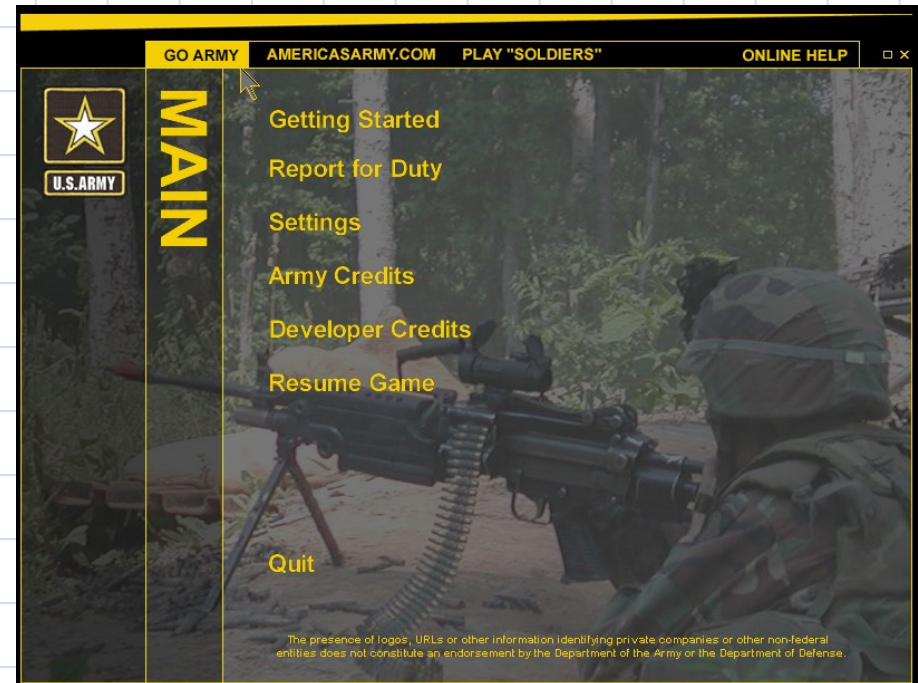 GO ARMY AMERICASARMY.COM PLAY "SOLDIERS" ONLINE HELP
U.S.ARMY
MAIN
Getting Started
Report for Duty
Settings
Army Credits
Developer Credits
Resume Game
Quit
The presence of logos, URLs or other information identifying private companies or other non-federal
entities does not constitute an endorsement by the Department of the Army or the Department of Defense.